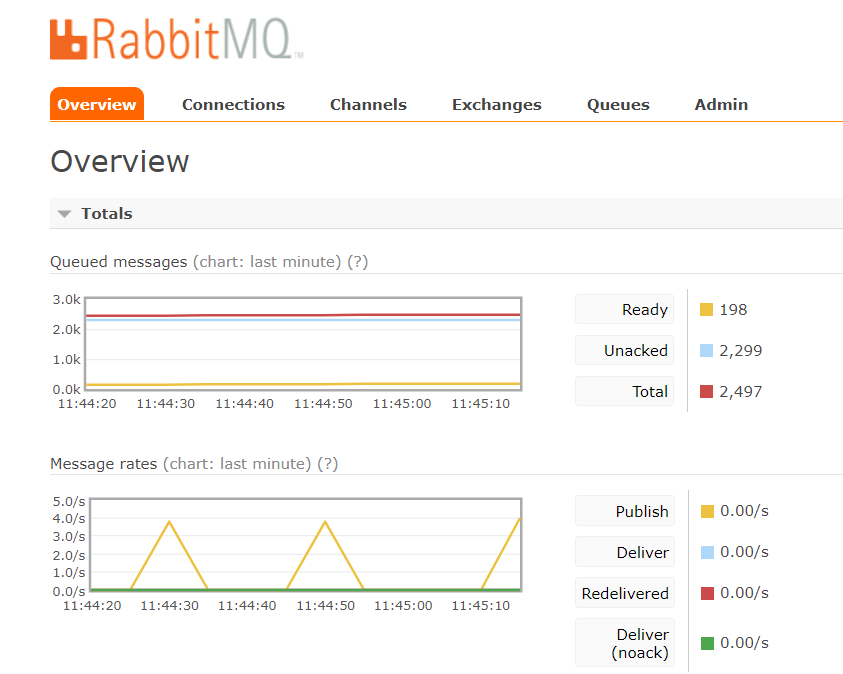 RabbitMQ™
Overview Connections Channels Exchanges Queues Admin
Overview
Totals
Queued messages (chart: last minute) (?)
3.0k
2.0k
1.0k
0.0k
11:44:20 11:44:30 11:44:40 11:44:50 11:45:00 11:45:10
Ready 198
Unacked 2,299
Total 2,497
Message rates (chart: last minute) (?)
5.0/s
4.0/s
3.0/s
2.0/s
1.0/s
0.0/s
11:44:20 11:44:30 11:44:40 11:44:50 11:45:00 11:45:10
Publish 0.00/s
Deliver 0.00/s
Redelivered 0.00/s
Deliver
(noack) 0.00/s